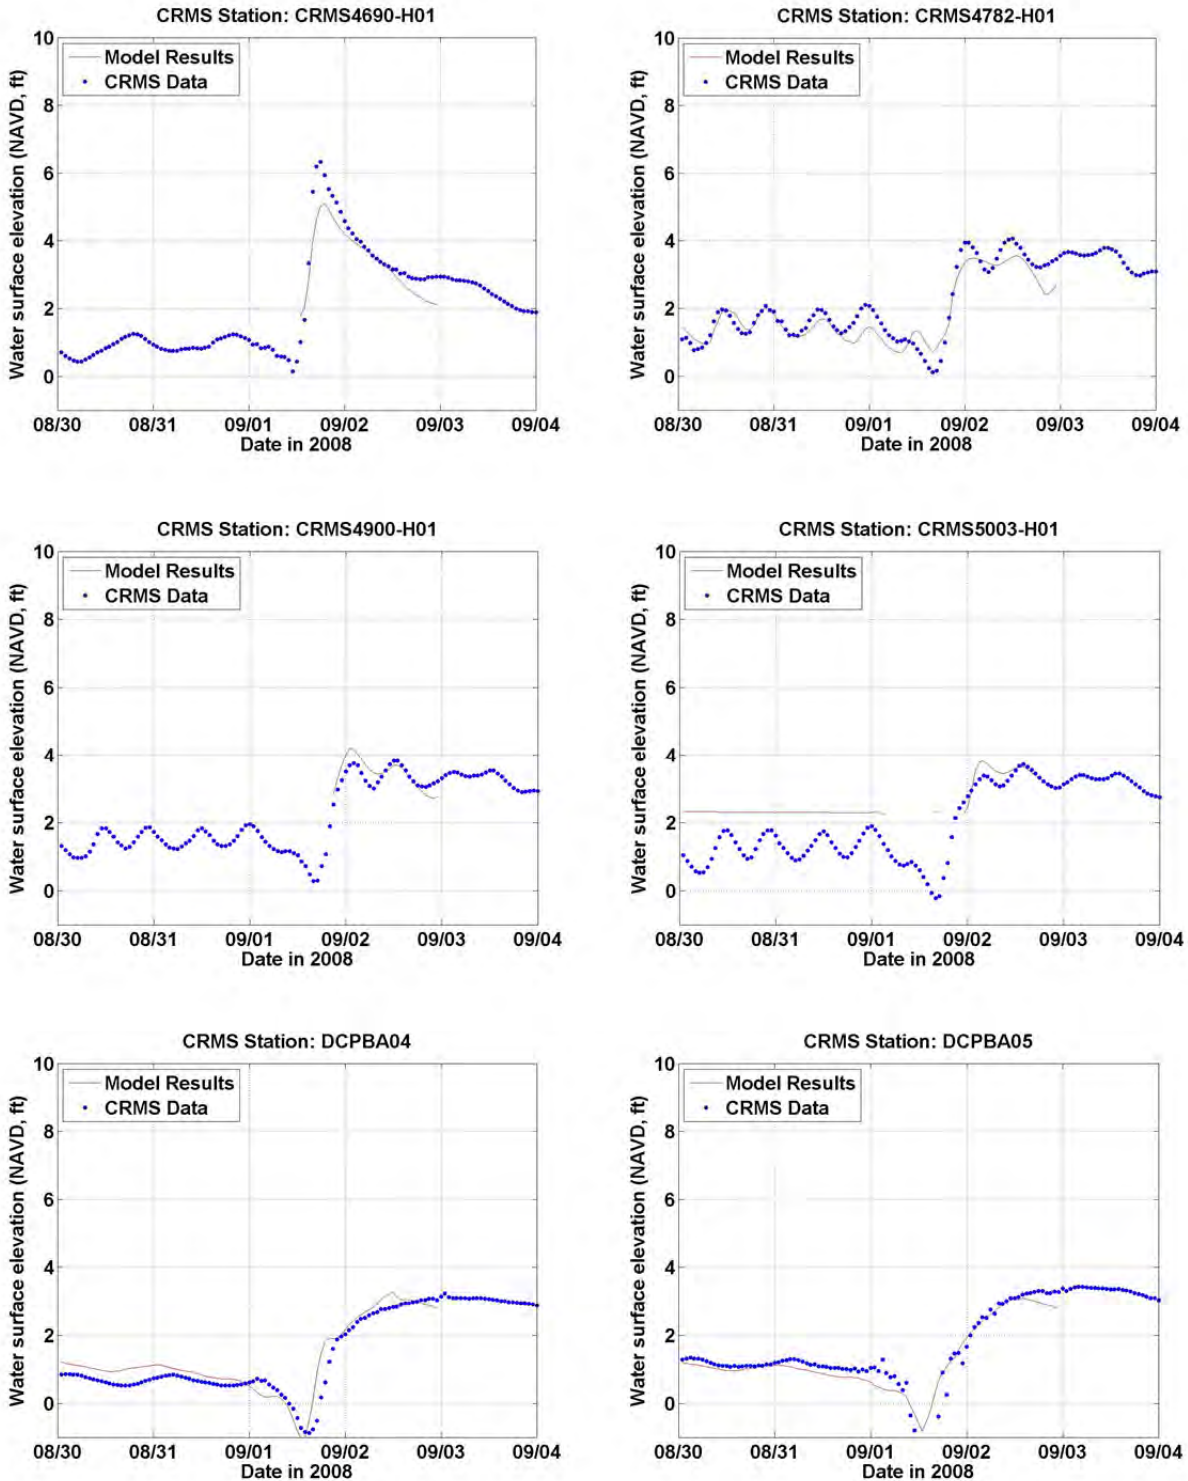 CRMS Station: CRMS4690-H01
Water surface elevation (NAVD, ft)
10
8
6
4
2
0
Model Results
CRMS Data
08/30 08/31 09/01 09/02 09/03 09/04
Date in 2008
CRMS Station: CRMS4782-H01
Water surface elevation (NAVD, ft)
10
8
6
4
2
0
Model Results
CRMS Data
08/30 08/31 09/01 09/02 09/03 09/04
Date in 2008
CRMS Station: CRMS4900-H01
Water surface elevation (NAVD, ft)
10
8
6
4
2
0
Model Results
CRMS Data
08/30 08/31 09/01 09/02 09/03 09/04
Date in 2008
CRMS Station: CRMS5003-H01
Water surface elevation (NAVD, ft)
10
8
6
4
2
0
Model Results
CRMS Data
08/30 08/31 09/01 09/02 09/03 09/04
Date in 2008
CRMS Station: DCPBA04
Water surface elevation (NAVD, ft)
10
8
6
4
2
0
Model Results
CRMS Data
08/30 08/31 09/01 09/02 09/03 09/04
Date in 2008
CRMS Station: DCPBA05
Water surface elevation (NAVD, ft)
10
8
6
4
2
0
Model Results
CRMS Data
08/30 08/31 09/01 09/02 09/03 09/04
Date in 2008